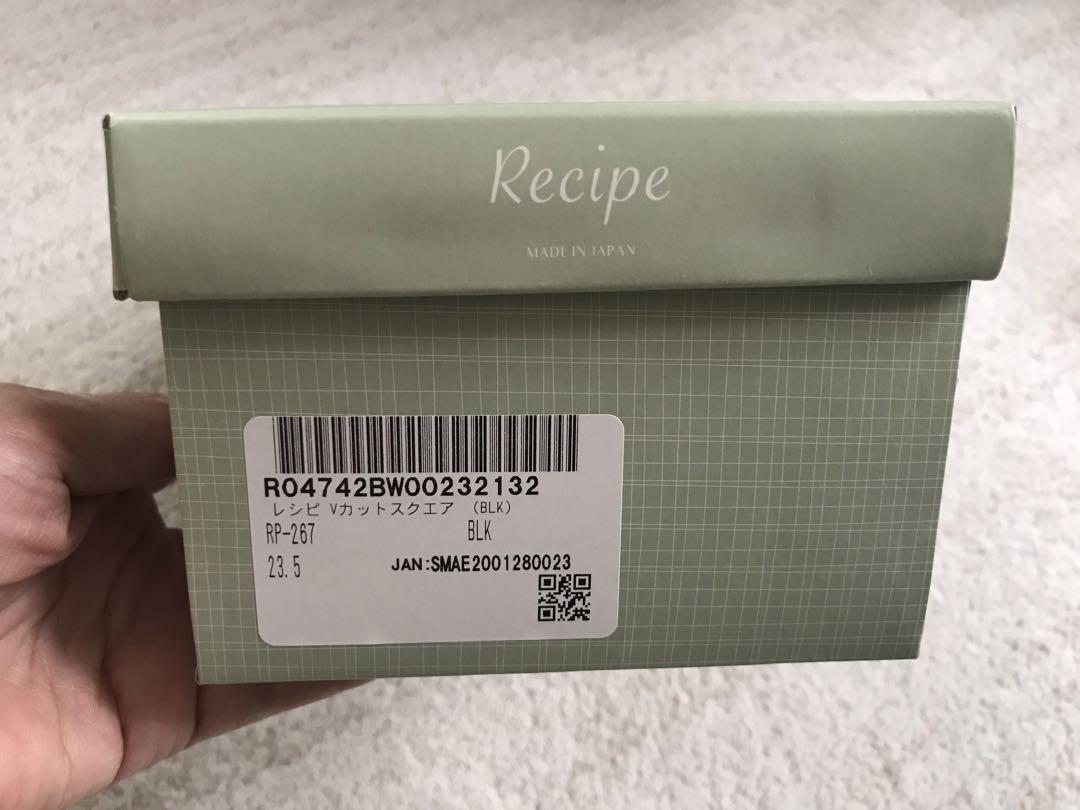 Recipe
MADE IN JAPAN
R04742BW00232132
レシピ Vカットスクエア (BLK)
RP-267 BLK
23.5 JAN:SMAE2001280023